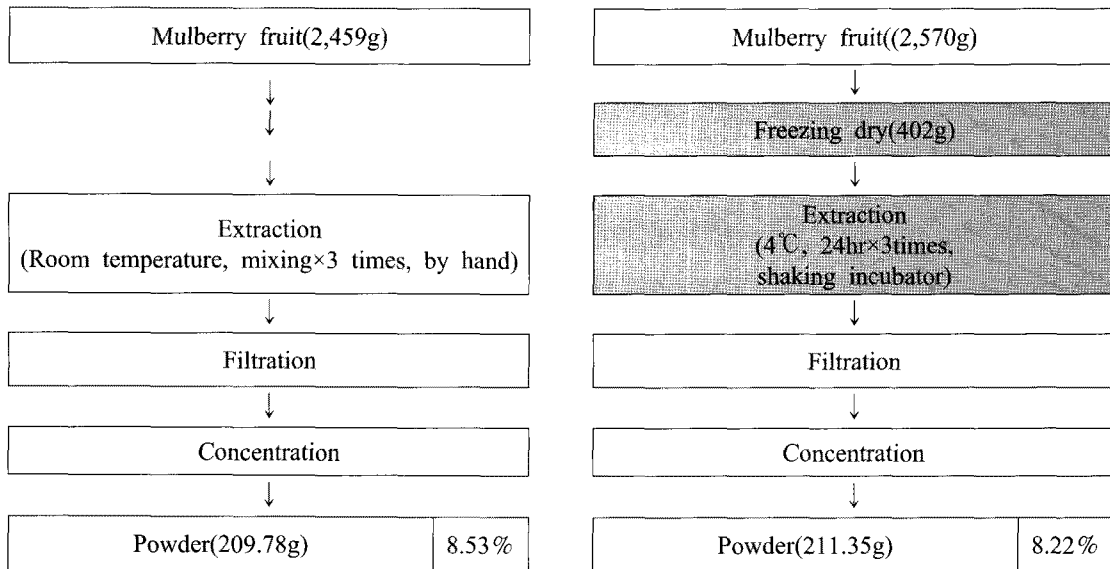 Mulberry fruit(2,459g)
Extraction
(Room temperature, mixing×3 times, by hand)
Filtration
Concentration
Powder(209.78g)
8.53%
Mulberry fruit((2,570g)
Freezing dry(402g)
Extraction
(4℃, 24hr×3times,
shaking incubator)
Filtration
Concentration
Powder(211.35g)
8.22%